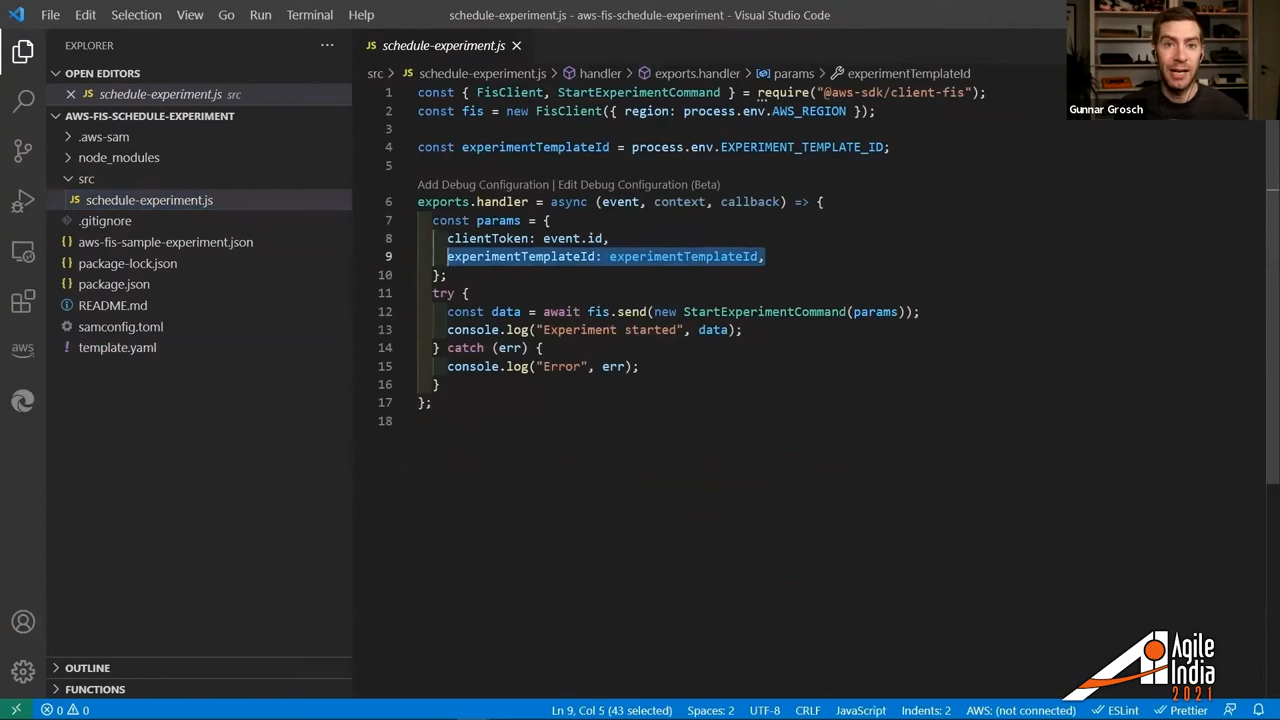 File Edit Selection View Go Run Terminal Help
schedule-experiment.js - aws-fis-schedule-experiment - Visual Studio Code
EXPLORER
OPEN EDITORS
schedule-experiment.js src
AWS-FIS-SCHEDULE-EXPERIMENT
.aws-sam
node_modules
src
JS schedule-experiment.js
.gitignore
{} aws-fis-sample-experiment.json
{} package-lock.json
{} package.json
README.md
samconfig.toml
! template.yaml
aws
OUTLINE
FUNCTIONS
JS schedule-experiment.js
src > JS schedule-experiment.js > handler > exports.handler > params > experimentTemplateId
1 const { FisClient, StartExperimentCommand } = require("@aws-sdk/client-fis");
2 const fis = new FisClient({ region: process.env.AWS_REGION });
3
4 const experimentTemplateId = process.env.EXPERIMENT_TEMPLATE_ID;
5
Add Debug Configuration | Edit Debug Configuration (Beta)
6 exports.handler = async (event, context, callback) => {
7 const params = {
8 clientToken: event.id,
9 experimentTemplateId: experimentTemplateId,
10 };
11 try {
12 const data = await fis.send(new StartExperimentCommand(params));
13 console.log("Experiment started", data);
14 } catch (err) {
15 console.log("Error", err);
16 }
17 };
18
Gunnar Grosch
Agile
India
2021
0 0 Ln 9, Col 5 (43 selected) Spaces: 2 UTF-8 CRLF JavaScript Indents: 2 AWS: (not connected) ESLint Prettier